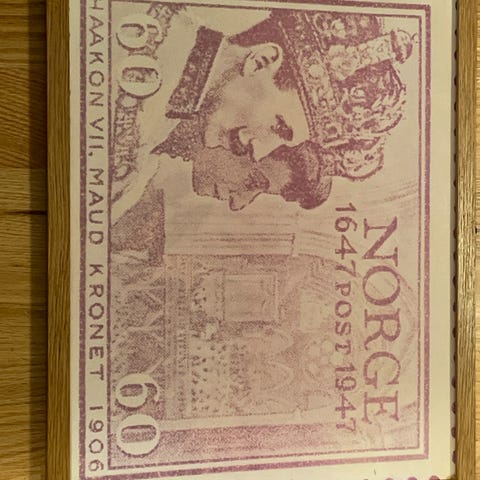 NORGE
1647 POST 1947
60 60
HAAKON VII. MAUD KRONET 1906